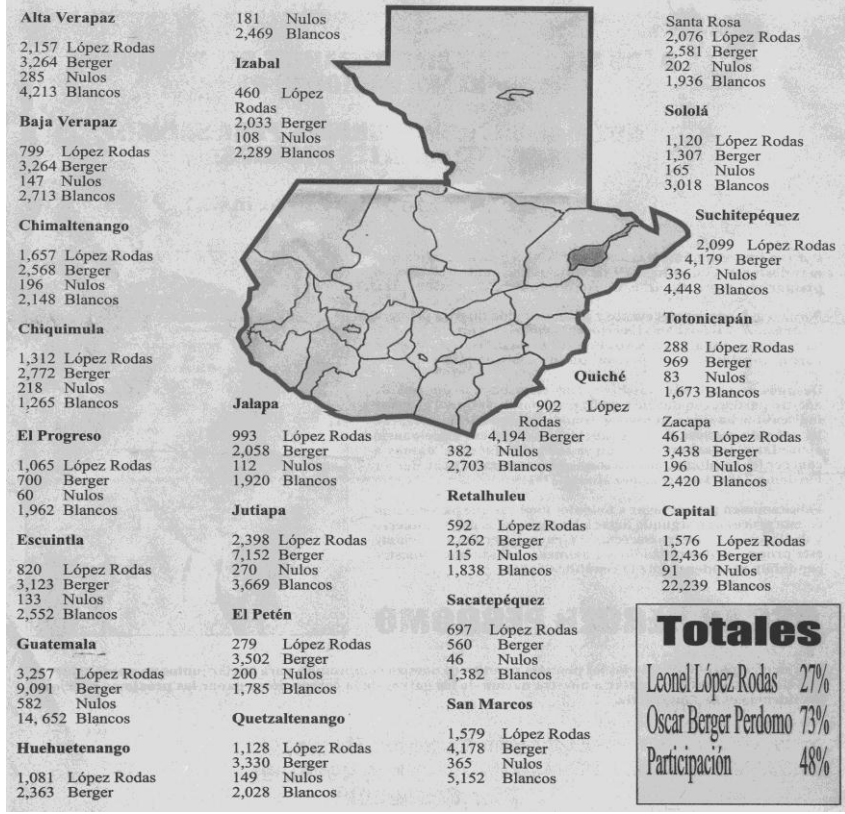 Alta Verapaz
2,157 López Rodas
3,264 Berger
285 Nulos
4,213 Blancos
Baja Verapaz
799 López Rodas
3,264 Berger
147 Nulos
2,713 Blancos
Chimaltenango
1,657 López Rodas
2,568 Berger
196 Nulos
2,148 Blancos
Chiquimula
1,312 López Rodas
2,772 Berger
218 Nulos
1,265 Blancos
El Progreso
1,065 López Rodas
700 Berger
60 Nulos
1,962 Blancos
Escuintla
820 López Rodas
3,123 Berger
133 Nulos
2,552 Blancos
Guatemala
3,257 López Rodas
9,091 Berger
582 Nulos
14, 652 Blancos
Huehuetenango
1,081 López Rodas
2,363 Berger
181 Nulos
2,469 Blancos
Izabal
460 López
Rodas
2,033 Berger
108 Nulos
2,289 Blancos
Jalapa
993 López Rodas
2,058 Berger
112 Nulos
1,920 Blancos
Jutiapa
2,398 López Rodas
7,152 Berger
270 Nulos
3,669 Blancos
El Petén
279 López Rodas
3,502 Berger
200 Nulos
1,785 Blancos
Quetzaltenango
1,128 López Rodas
3,330 Berger
149 Nulos
2,028 Blancos
Quiché
902 López
Rodas
4,194 Berger
382 Nulos
2,703 Blancos
Retalhuleu
592 López Rodas
2,262 Berger
115 Nulos
1,838 Blancos
Sacatepéquez
697 López Rodas
560 Berger
46 Nulos
1,382 Blancos
San Marcos
1,579 López Rodas
4,178 Berger
365 Nulos
5,152 Blancos
Santa Rosa
2,076 López Rodas
2,581 Berger
202 Nulos
1,936 Blancos
Sololá
1,120 López Rodas
1,307 Berger
165 Nulos
3,018 Blancos
Suchitepéquez
2,099 López Rodas
4,179 Berger
336 Nulos
4,448 Blancos
Totonicapán
288 López Rodas
969 Berger
83 Nulos
1,673 Blancos
Zacapa
461 López Rodas
3,438 Berger
196 Nulos
2,420 Blancos
Capital
1,576 López Rodas
12,436 Berger
91 Nulos
22,239 Blancos
Totales
Leonel López Rodas 27%
Oscar Berger Perdomo 73%
Participación 48%